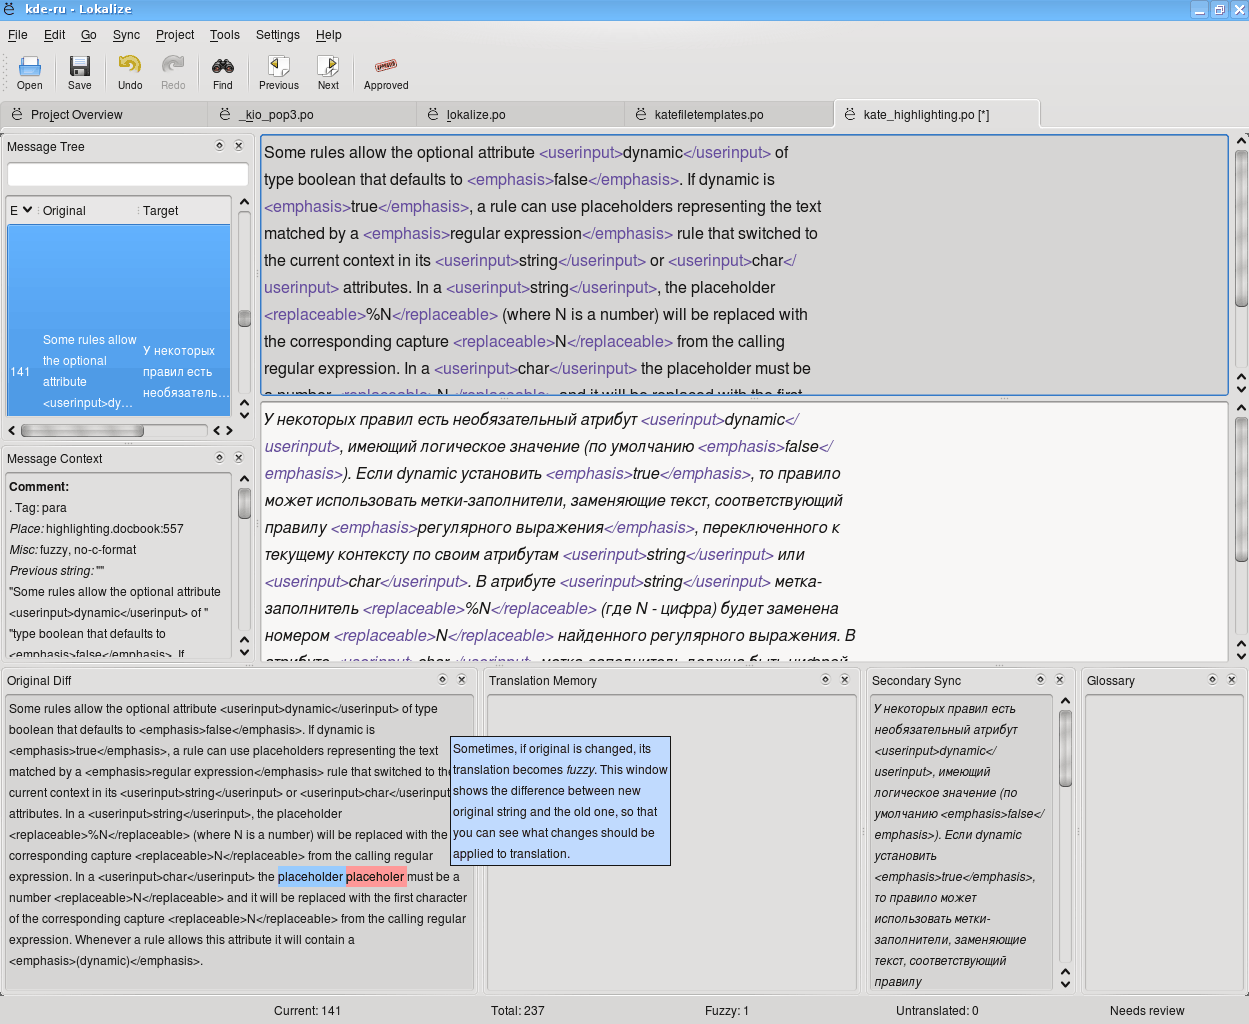 kde-ru - Lokalize
File Edit Go Sync Project Tools Settings Help
Open Save Undo Redo Find Previous Next Approved
Project Overview _kio_pop3.po lokalize.po katefiletemplates.po kate_highlighting.po [*]
Message Tree
E Original Target
141
Some rules allow
the optional
attribute
<userinput>dy...
У некоторых
правил есть
необязатель...
Message Context
Comment:
. Tag: para
Place: highlighting.docbook:557
Misc: fuzzy, no-c-format
Previous string: ""
"Some rules allow the optional attribute
<userinput>dynamic</userinput> of "
"type boolean that defaults to
<emphasis>false</emphasis>. If
Some rules allow the optional attribute <userinput>dynamic</userinput> of
type boolean that defaults to <emphasis>false</emphasis>. If dynamic is
<emphasis>true</emphasis>, a rule can use placeholders representing the text
matched by a <emphasis>regular expression</emphasis> rule that switched to
the current context in its <userinput>string</userinput> or <userinput>char</
userinput> attributes. In a <userinput>string</userinput>, the placeholder
<replaceable>%N</replaceable> (where N is a number) will be replaced with
the corresponding capture <replaceable>N</replaceable> from the calling
regular expression. In a <userinput>char</userinput> the placeholder must be
a number <replaceable>N</replaceable> and it will be replaced with the first
У некоторых правил есть необязательный атрибут <userinput>dynamic</
userinput>, имеющий логическое значение (по умолчанию <emphasis>false</
emphasis>). Если dynamic установить <emphasis>true</emphasis>, то правило
может использовать метки-заполнители, заменяющие текст, соответствующий
правилу <emphasis>регулярного выражения</emphasis>, переключенного к
текущему контексту по своим атрибутам <userinput>string</userinput> или
<userinput>char</userinput>. В атрибуте <userinput>string</userinput> метка-
заполнитель <replaceable>%N</replaceable> (где N - цифра) будет заменена
номером <replaceable>N</replaceable> найденного регулярного выражения. В
атрибуте <userinput>char</userinput> метка-заполнитель должна быть цифрой
Original Diff
Some rules allow the optional attribute <userinput>dynamic</userinput> of type
boolean that defaults to <emphasis>false</emphasis>. If dynamic is
<emphasis>true</emphasis>, a rule can use placeholders representing the text
matched by a <emphasis>regular expression</emphasis> rule that switched to the
current context in its <userinput>string</userinput> or <userinput>char</userinput
attributes. In a <userinput>string</userinput>, the placeholder
<replaceable>%N</replaceable> (where N is a number) will be replaced with the
corresponding capture <replaceable>N</replaceable> from the calling regular
expression. In a <userinput>char</userinput> the placeholder placeholer must be a
number <replaceable>N</replaceable> and it will be replaced with the first character
of the corresponding capture <replaceable>N</replaceable> from the calling regular
expression. Whenever a rule allows this attribute it will contain a
<emphasis>(dynamic)</emphasis>.
Translation Memory
Sometimes, if original is changed, its
translation becomes fuzzy. This window
shows the difference between new
original string and the old one, so that
you can see what changes should be
applied to translation.
Secondary Sync
У некоторых правил есть
необязательный атрибут
<userinput>dynamic</
userinput>, имеющий
логическое значение (по
умолчанию <emphasis>false</
emphasis>). Если dynamic
установить
<emphasis>true</emphasis>,
то правило может
использовать метки-
заполнители, заменяющие
текст, соответствующий
правилу
Glossary
Current: 141 Total: 237 Fuzzy: 1 Untranslated: 0 Needs review